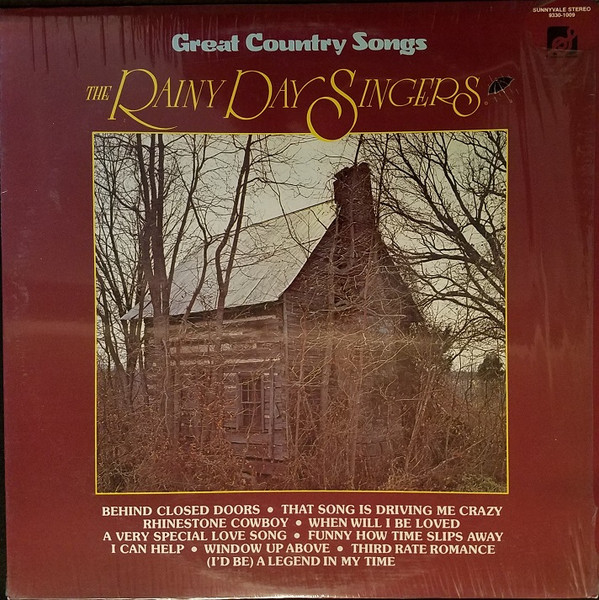 SUNNYVALE STEREO
9330-1009
Great Country Songs
THE RAINY DAY SINGERS
BEHIND CLOSED DOORS • THAT SONG IS DRIVING ME CRAZY
RHINESTONE COWBOY • WHEN WILL I BE LOVED
A VERY SPECIAL LOVE SONG • FUNNY HOW TIME SLIPS AWAY
I CAN HELP • WINDOW UP ABOVE • THIRD RATE ROMANCE
(I'D BE) A LEGEND IN MY TIME